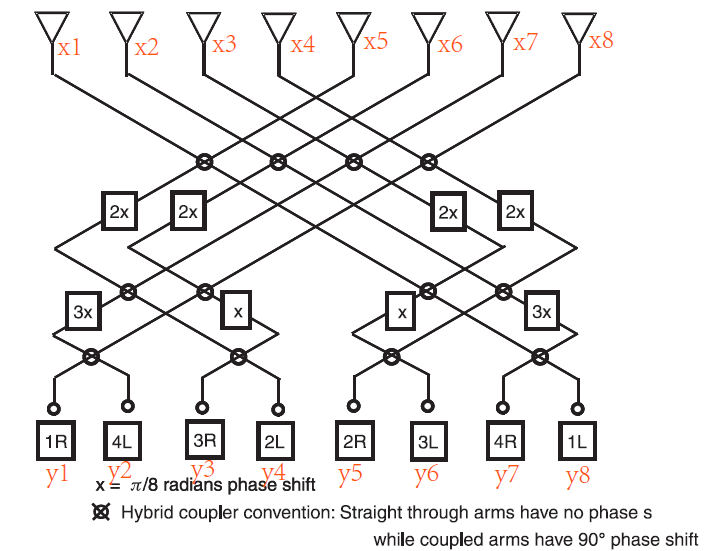 x1 x2 x3 x4 x5 x6 x7 x8
2x 2x 2x 2x
3x x x 3x
1R 4L 3R 2L 2R 3L 4R 1L
y1 y2 y3 y4 y5 y6 y7 y8
x = π/8 radians phase shift
Hybrid coupler convention: Straight through arms have no phase s
while coupled arms have 90° phase shift